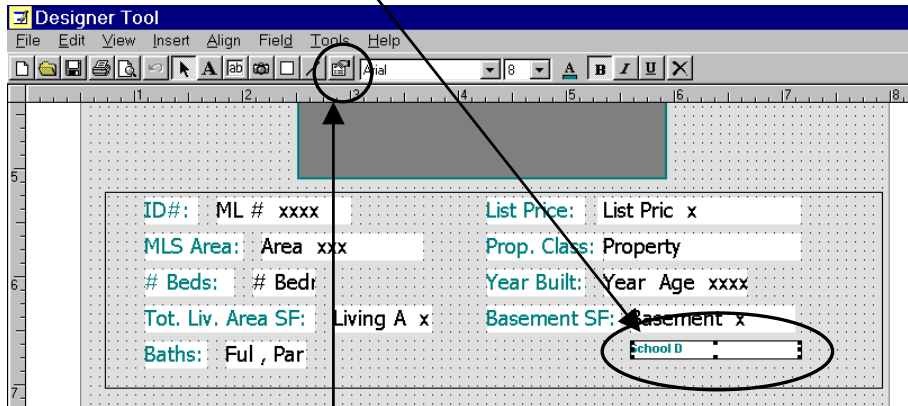 Designer Tool
File Edit View Insert Align Field Tools Help
A ab Arial 8 A B I U
1 2 3 4 5 6 7 8
5
ID#: ML # xxxx List Price: List Pric x
MLS Area: Area xxx Prop. Class: Property
6 # Beds: # Bedr Year Built: Year Age xxxx
Tot. Liv. Area SF: Living A x Basement SF: Basement x
Baths: Ful , Par School D
7